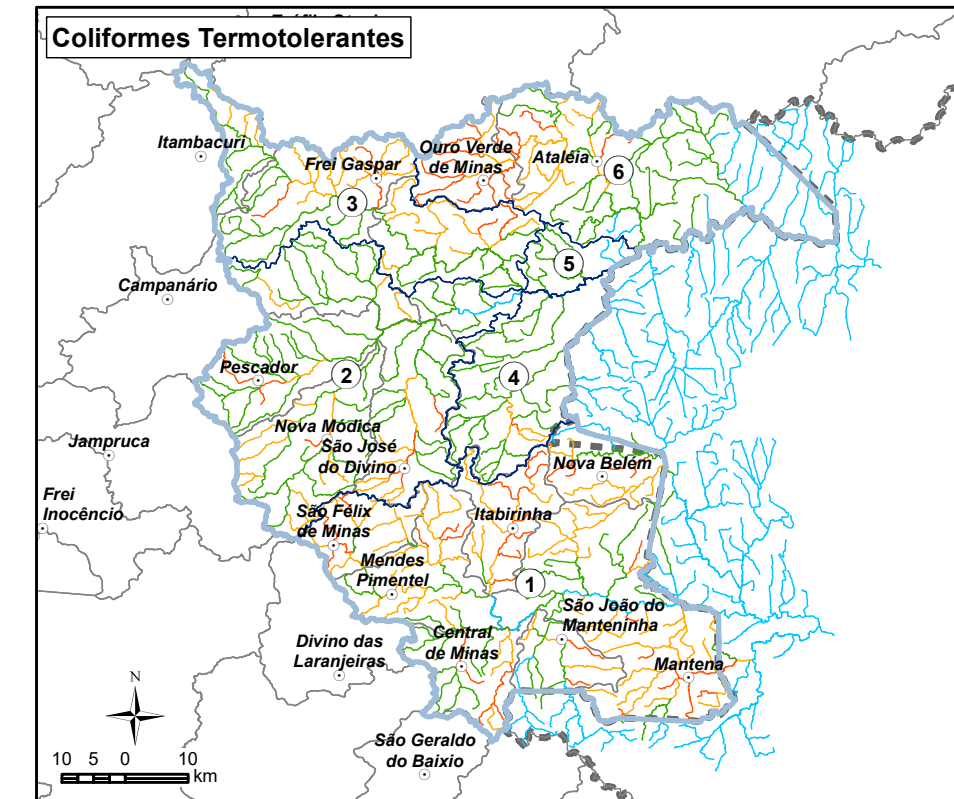 Coliformes Termotolerantes
Itambacuri
Frei Gaspar
Ouro Verde
de Minas
Ataléia
6
3
5
Campanário
Pescador
2
4
Nova Módica
São José
do Divino
Jampruca
Nova Belém
Frei
Inocêncio
São Félix
de Minas
Itabirinha
Mendes
Pimentel
1
São João do
Manteninha
Divino das
Laranjeiras
Central
de Minas
Mantena
N
São Geraldo
do Baixio
10 5 0 10
km